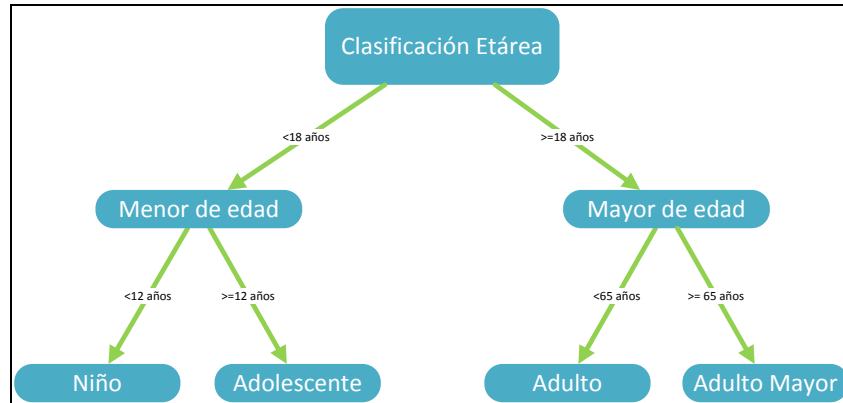 Clasificación Etárea
<18 años
>=18 años
Menor de edad
Mayor de edad
<12 años
>=12 años
<65 años
>= 65 años
Niño
Adolescente
Adulto
Adulto Mayor